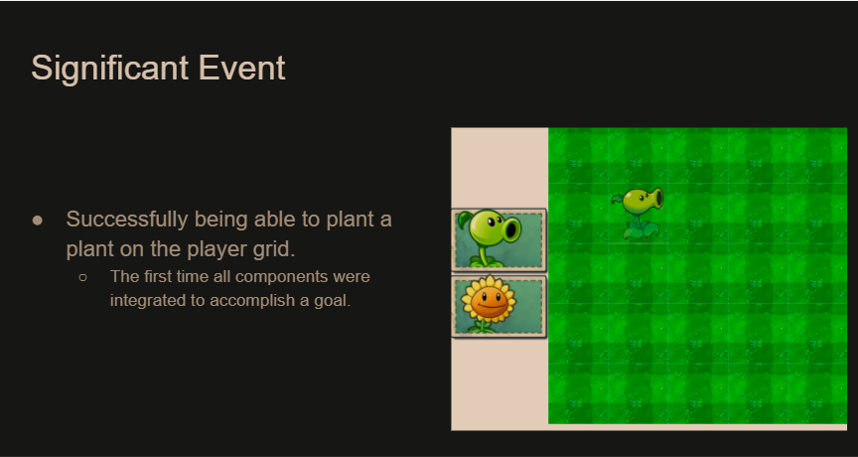 Significant Event
● Successfully being able to plant a
plant on the player grid.
○ The first time all components were
integrated to accomplish a goal.